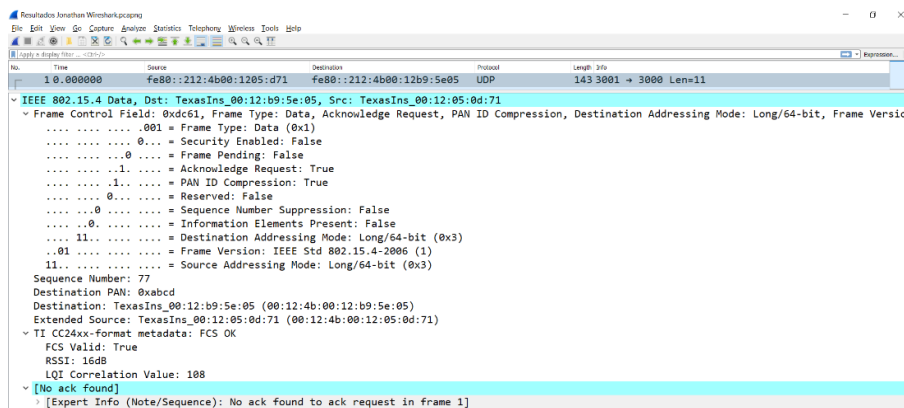 Resultados Jonathan Wireshark.pcapng
File Edit View Go Capture Analyze Statistics Telephony Wireless Tools Help
Apply a display filter ... <Ctrl-/>
Expression...
No. Time Source Destination Protocol Length Info
1 0.000000 fe80::212:4b00:1205:d71 fe80::212:4b00:12b9:5e05 UDP 143 3001 → 3000 Len=11
IEEE 802.15.4 Data, Dst: TexasIns_00:12:b9:5e:05, Src: TexasIns_00:12:05:0d:71
Frame Control Field: 0xdc61, Frame Type: Data, Acknowledge Request, PAN ID Compression, Destination Addressing Mode: Long/64-bit, Frame Versio
.... .... .... .001 = Frame Type: Data (0x1)
.... .... .... 0... = Security Enabled: False
.... .... ...0 .... = Frame Pending: False
.... .... ..1. .... = Acknowledge Request: True
.... .... .1.. .... = PAN ID Compression: True
.... .... 0... .... = Reserved: False
.... ...0 .... .... = Sequence Number Suppression: False
.... ..0. .... .... = Information Elements Present: False
.... 11.. .... .... = Destination Addressing Mode: Long/64-bit (0x3)
..01 .... .... .... = Frame Version: IEEE Std 802.15.4-2006 (1)
11.. .... .... .... = Source Addressing Mode: Long/64-bit (0x3)
Sequence Number: 77
Destination PAN: 0xabcd
Destination: TexasIns_00:12:b9:5e:05 (00:12:4b:00:12:b9:5e:05)
Extended Source: TexasIns_00:12:05:0d:71 (00:12:4b:00:12:05:0d:71)
TI CC24xx-format metadata: FCS OK
FCS Valid: True
RSSI: 16dB
LQI Correlation Value: 108
[No ack found]
[Expert Info (Note/Sequence): No ack found to ack request in frame 1]